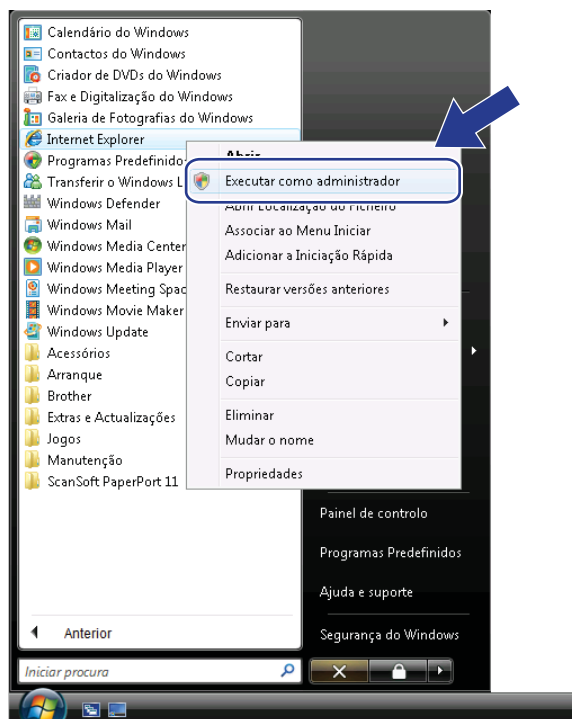 Calendário do Windows
Contactos do Windows
Criador de DVDs do Windows
Fax e Digitalização do Windows
Galeria de Fotografias do Windows
Internet Explorer
Programas Predefinido
Transferir o Windows L
Windows Defender
Windows Mail
Windows Media Center
Windows Media Player
Windows Meeting Spac
Windows Movie Maker
Windows Update
Acessórios
Arranque
Brother
Extras e Actualizações
Jogos
Manutenção
ScanSoft PaperPort 11
Anterior
Iniciar procura
Abrir
Executar como administrador
Abrir Localização do Ficheiro
Associar ao Menu Iniciar
Adicionar a Iniciação Rápida
Restaurar versões anteriores
Enviar para
Cortar
Copiar
Eliminar
Mudar o nome
Propriedades
Painel de controlo
Programas Predefinidos
Ajuda e suporte
Segurança do Windows